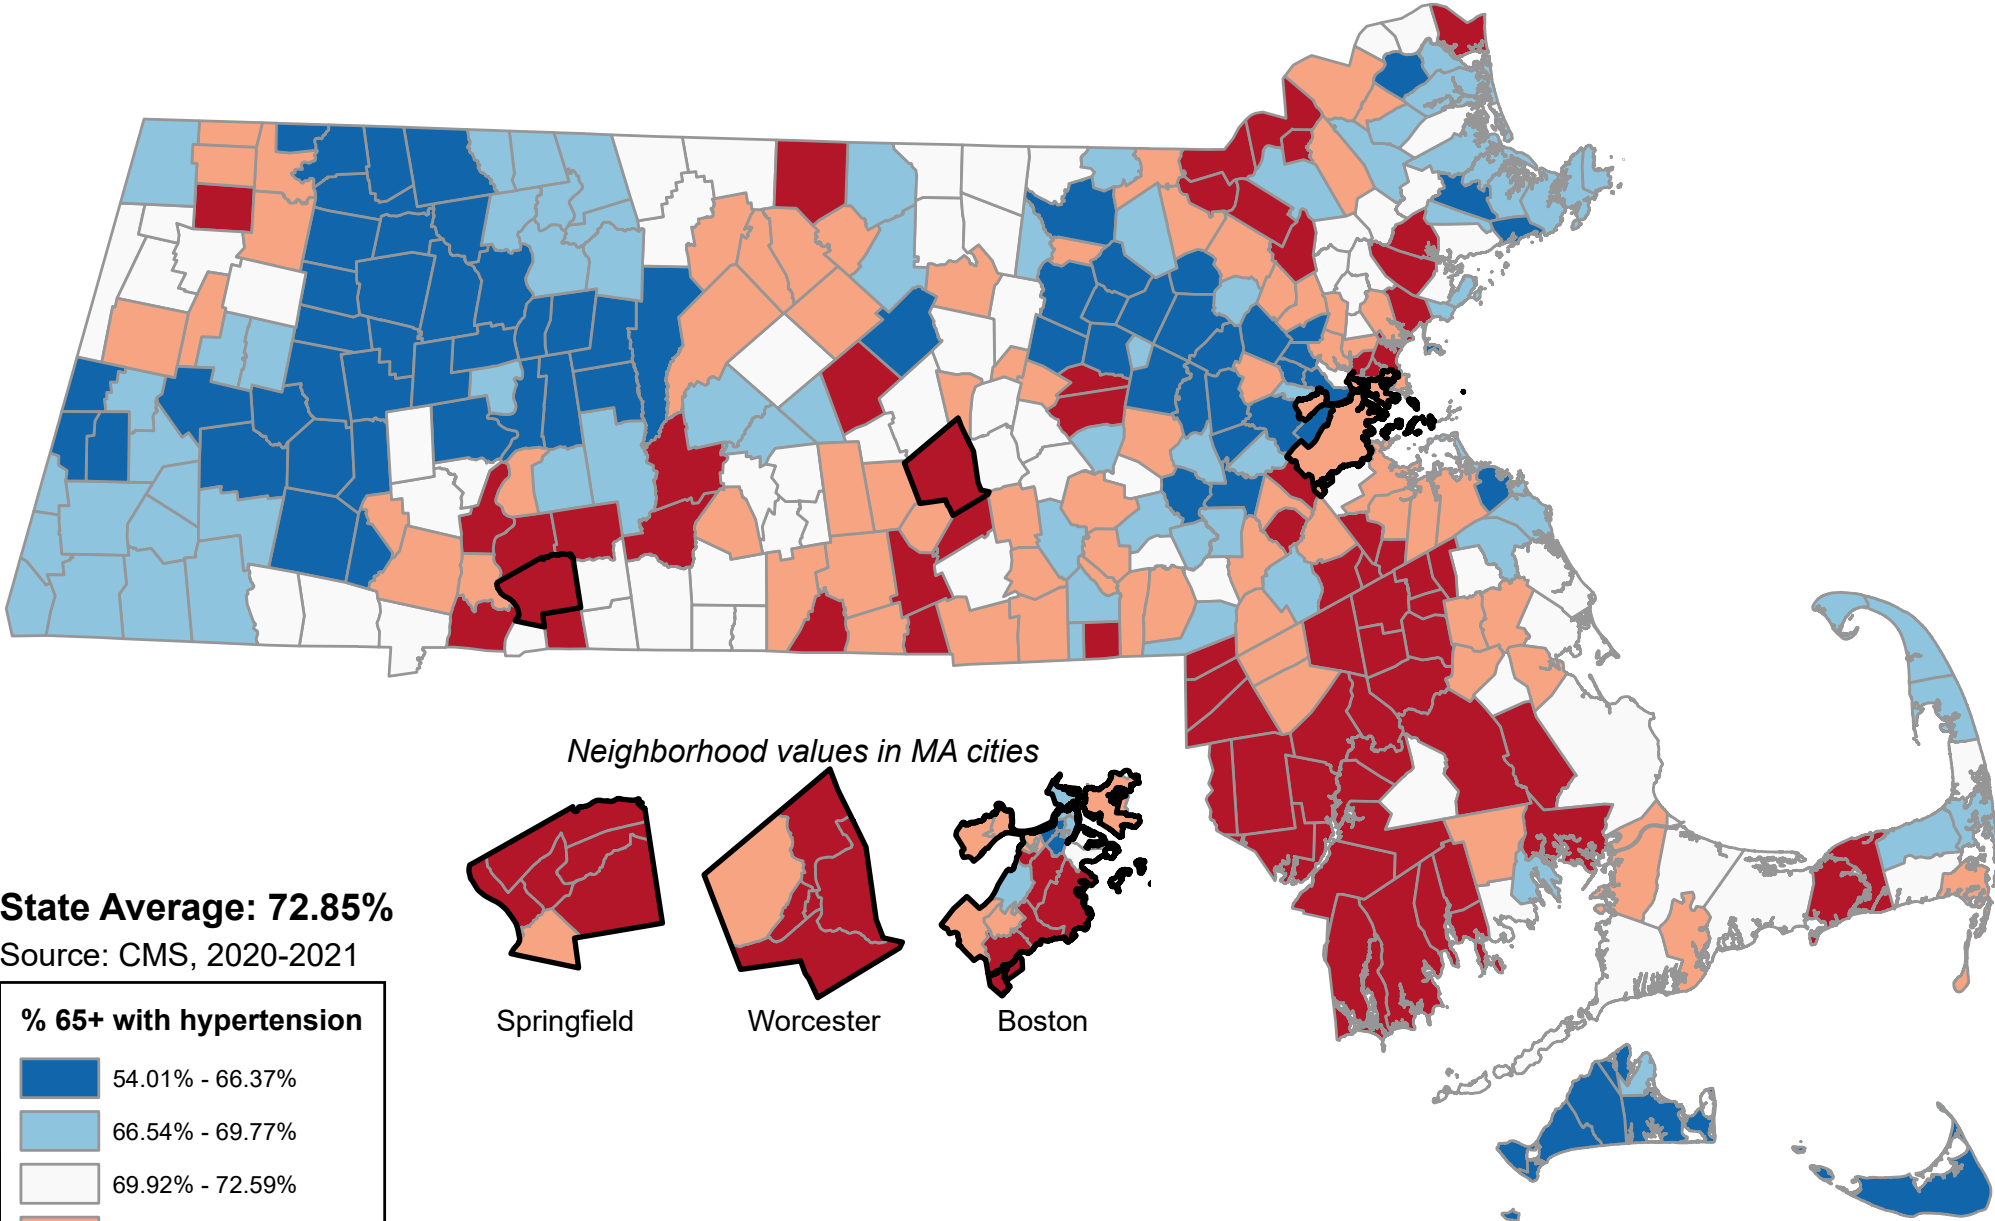 Neighborhood values in MA cities
Springfield
Worcester
Boston
State Average: 72.85%
Source: CMS, 2020-2021
% 65+ with hypertension
54.01% - 66.37%
66.54% - 69.77%
69.92% - 72.59%